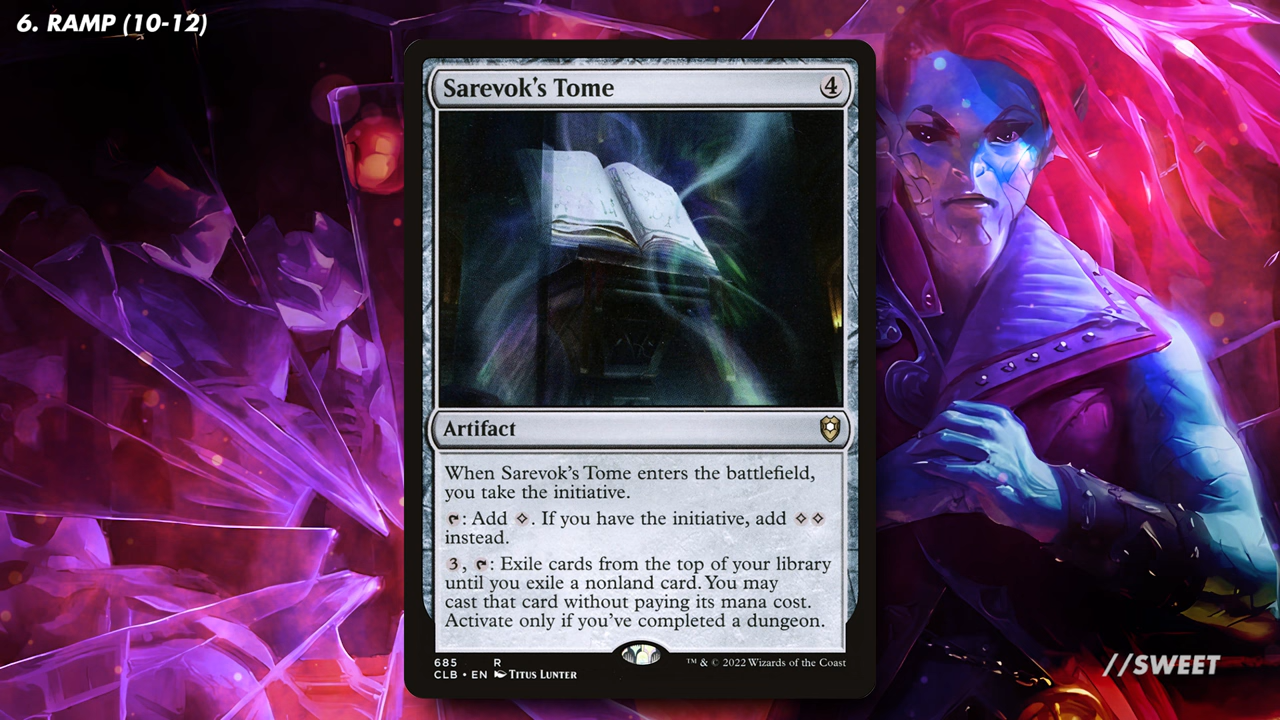 6. RAMP (10-12)
Sarevok's Tome 4
Artifact
When Sarevok's Tome enters the battlefield,
you take the initiative.
: Add . If you have the initiative, add
instead.
3, : Exile cards from the top of your library
until you exile a nonland card. You may
cast that card without paying its mana cost.
Activate only if you've completed a dungeon.
685 R
CLB • EN Titus Lunter
™ & © 2022 Wizards of the Coast
//SWEET